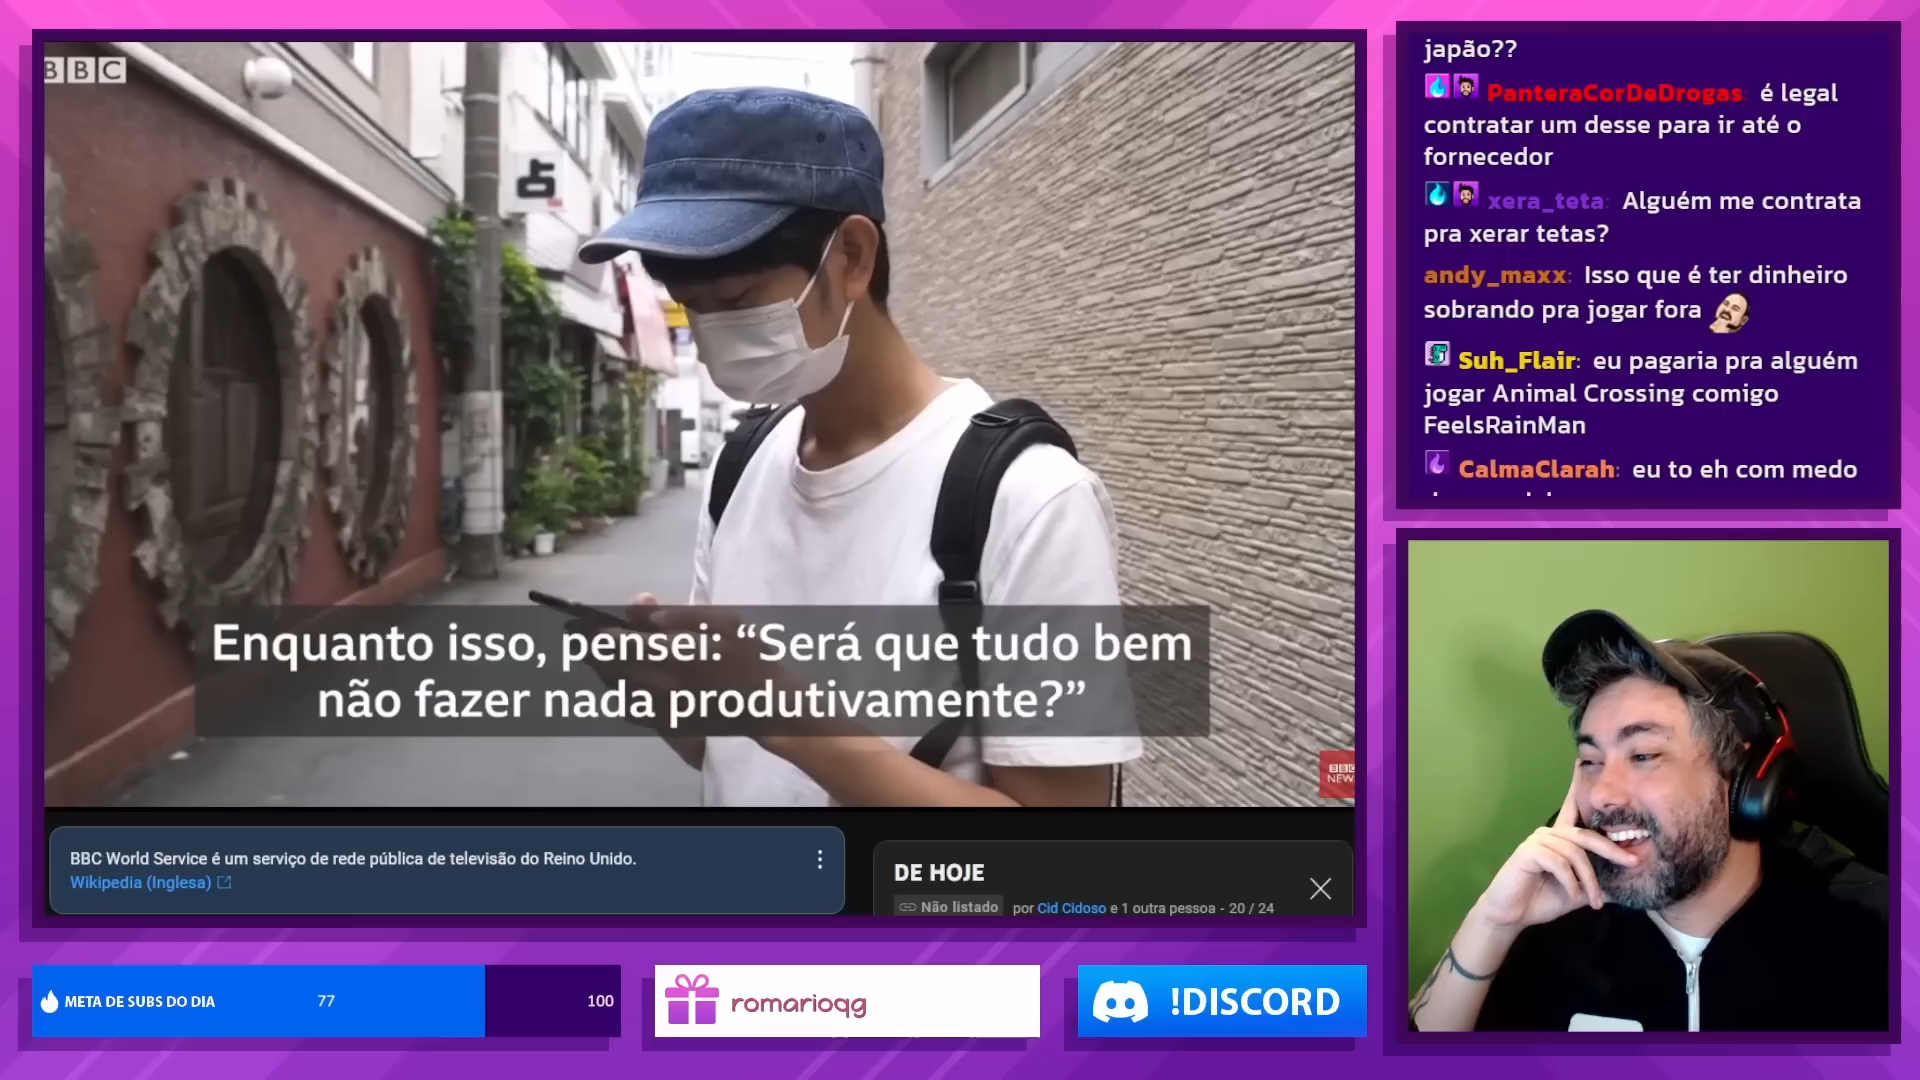 BBC
占
Enquanto isso, pensei: “Será que tudo bem
não fazer nada produtivamente?”
BBC
NEWS
BBC World Service é um serviço de rede pública de televisão do Reino Unido.
Wikipedia (Inglesa)
DE HOJE
Não listado por Cid Cidoso e 1 outra pessoa - 20 / 24
japão??
PanteraCorDeDrogas: é legal
contratar um desse para ir até o
fornecedor
xera_teta: Alguém me contrata
pra xerar tetas?
andy_maxx: Isso que é ter dinheiro
sobrando pra jogar fora
Suh_Flair: eu pagaria pra alguém
jogar Animal Crossing comigo
FeelsRainMan
CalmaClarah: eu to eh com medo
META DE SUBS DO DIA 77 100
romarioqg
!DISCORD